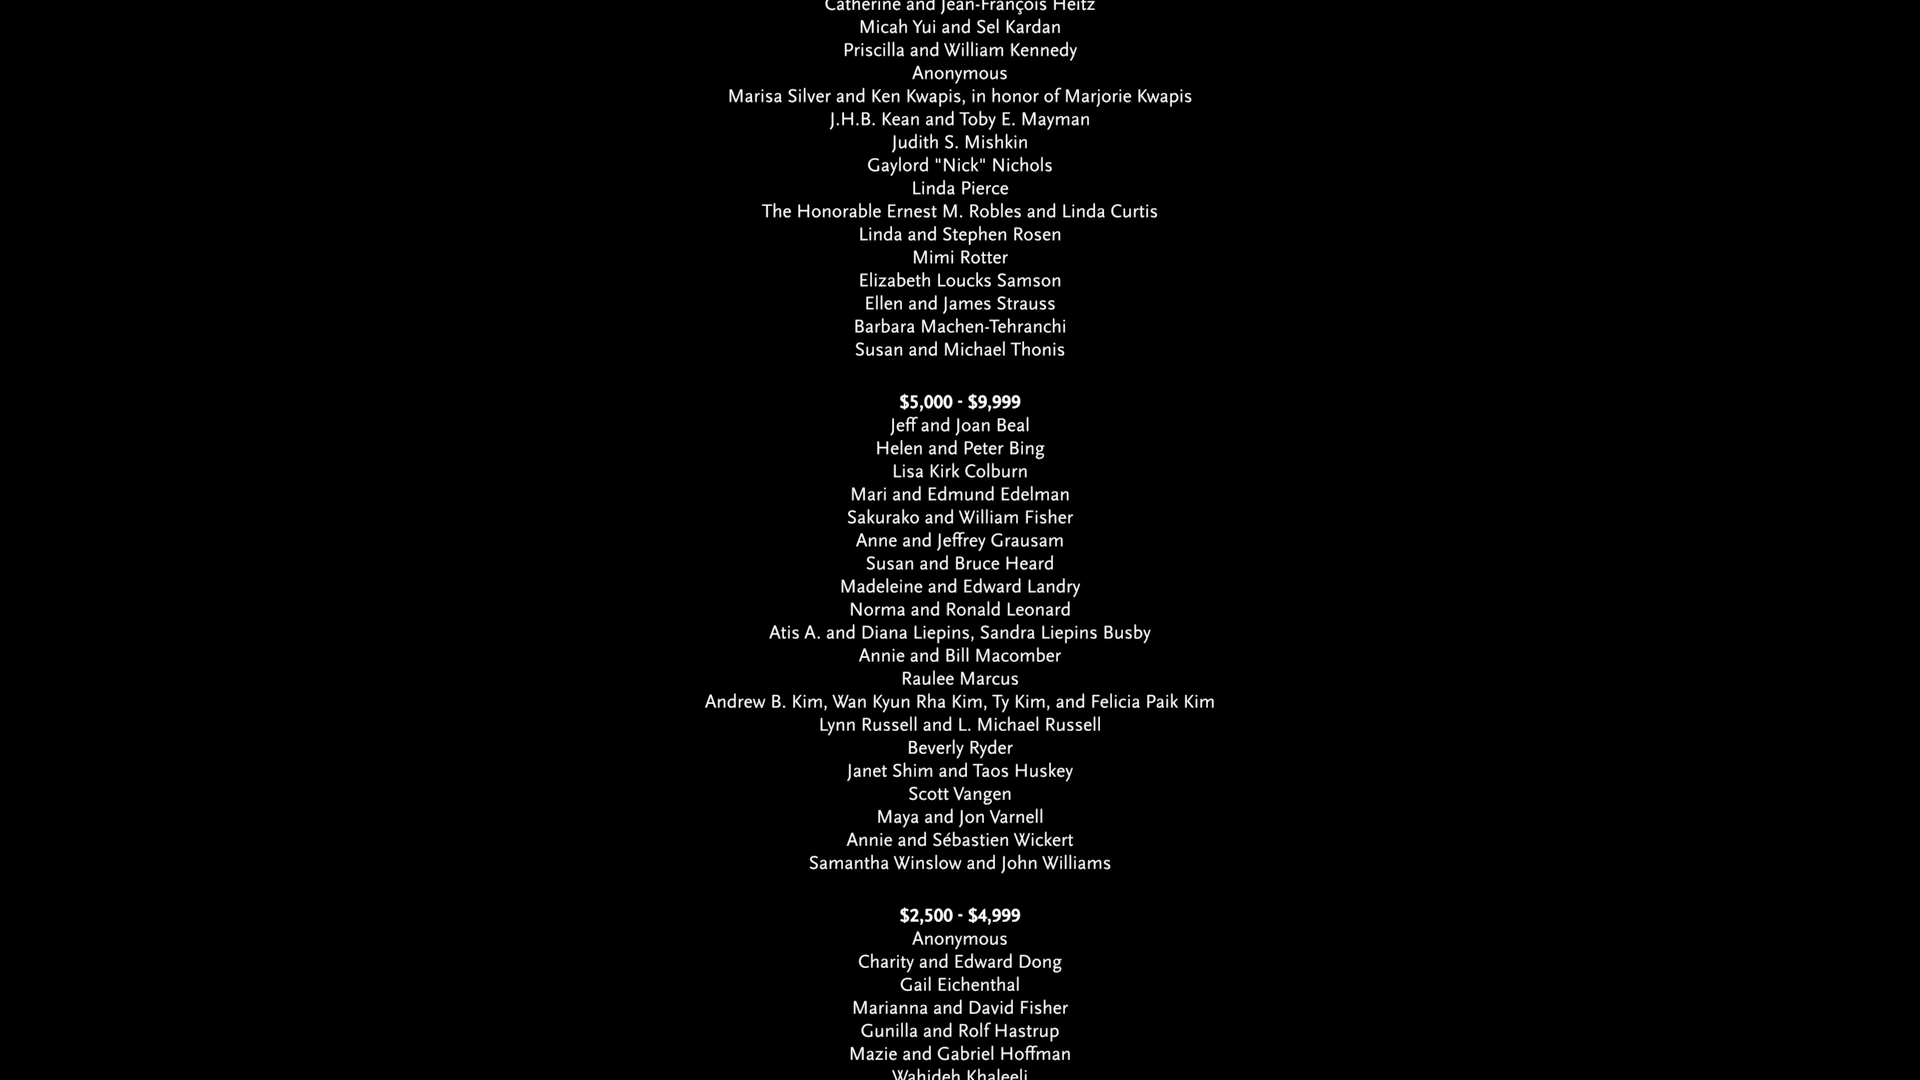 Catherine and Jean-François Heitz
Micah Yui and Sel Kardan
Priscilla and William Kennedy
Anonymous
Marisa Silver and Ken Kwapis, in honor of Marjorie Kwapis
J.H.B. Kean and Toby E. Mayman
Judith S. Mishkin
Gaylord "Nick" Nichols
Linda Pierce
The Honorable Ernest M. Robles and Linda Curtis
Linda and Stephen Rosen
Mimi Rotter
Elizabeth Loucks Samson
Ellen and James Strauss
Barbara Machen-Tehranchi
Susan and Michael Thonis
$5,000 - $9,999
Jeff and Joan Beal
Helen and Peter Bing
Lisa Kirk Colburn
Mari and Edmund Edelman
Sakurako and William Fisher
Anne and Jeffrey Grausam
Susan and Bruce Heard
Madeleine and Edward Landry
Norma and Ronald Leonard
Atis A. and Diana Liepins, Sandra Liepins Busby
Annie and Bill Macomber
Raulee Marcus
Andrew B. Kim, Wan Kyun Rha Kim, Ty Kim, and Felicia Paik Kim
Lynn Russell and L. Michael Russell
Beverly Ryder
Janet Shim and Taos Huskey
Scott Vangen
Maya and Jon Varnell
Annie and Sébastien Wickert
Samantha Winslow and John Williams
$2,500 - $4,999
Anonymous
Charity and Edward Dong
Gail Eichenthal
Marianna and David Fisher
Gunilla and Rolf Hastrup
Mazie and Gabriel Hoffman
Wahideh Khaleeli